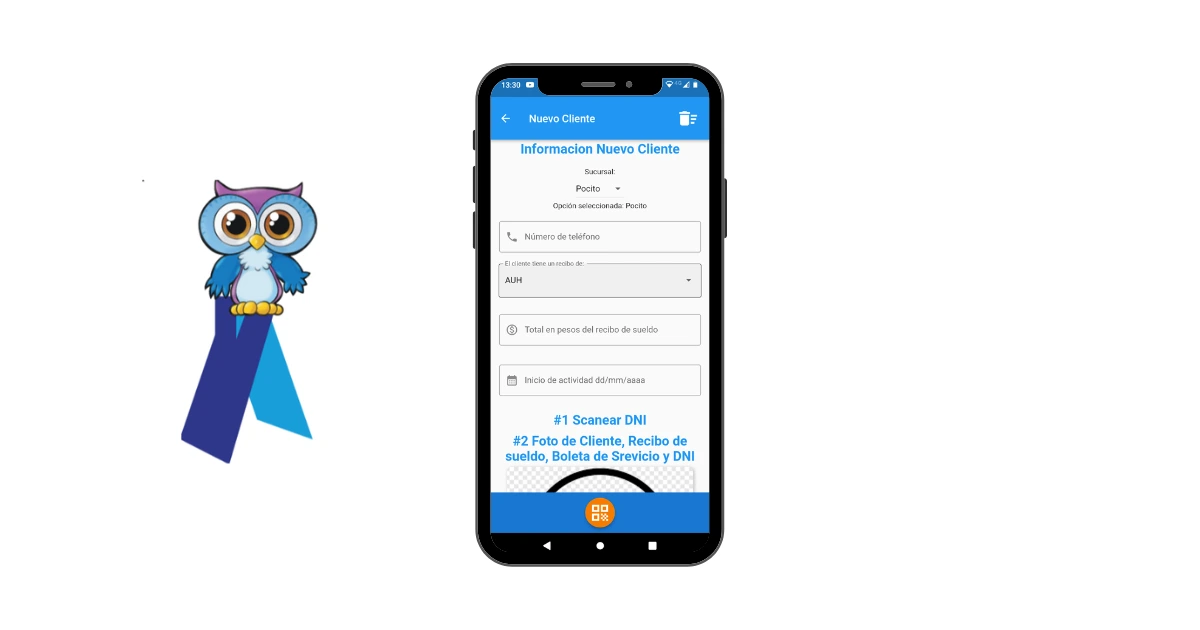 13:30
4G
Nuevo Cliente
Informacion Nuevo Cliente
Sucursal:
Pocito
Opción seleccionada: Pocito
Número de teléfono
El cliente tiene un recibo de:
AUH
Total en pesos del recibo de sueldo
Inicio de actividad dd/mm/aaaa
#1 Scanear DNI
#2 Foto de Cliente, Recibo de
sueldo, Boleta de Srevicio y DNI